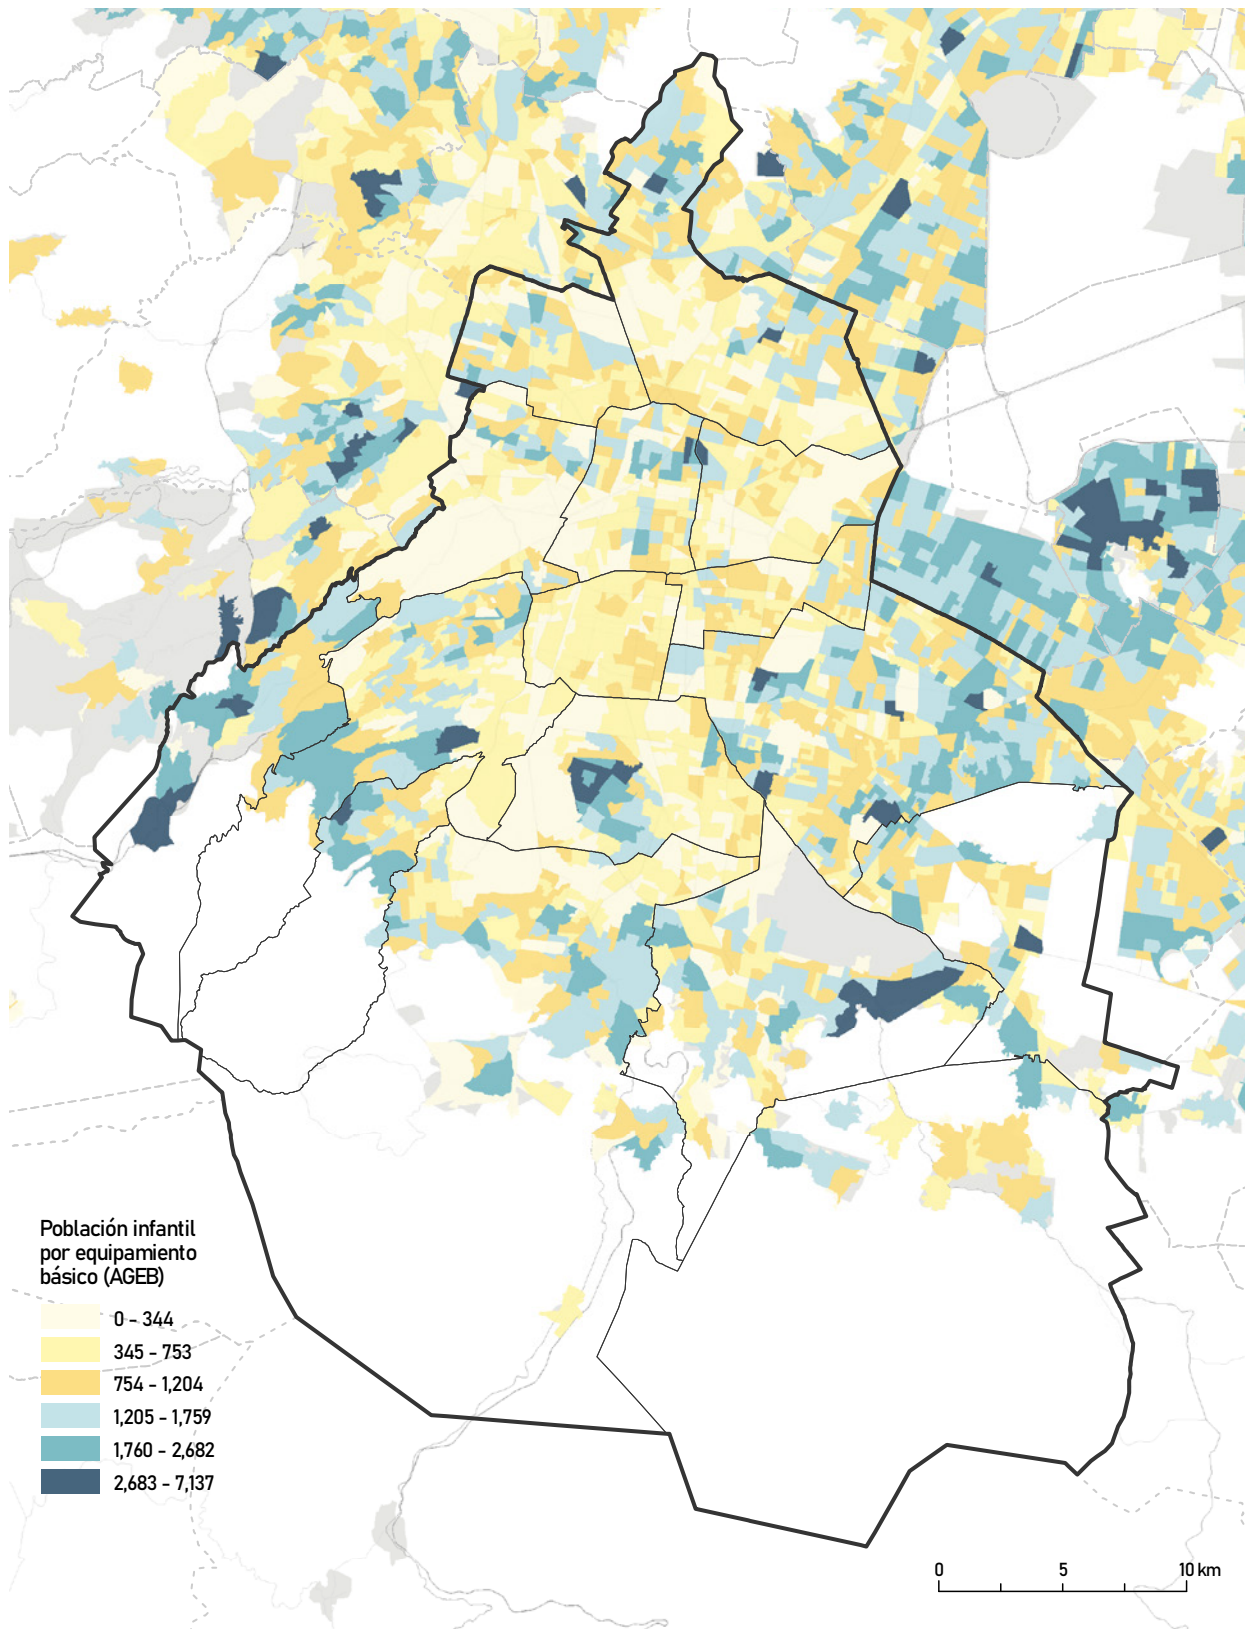 Población infantil
por equipamiento
básico (AGEB)
0 - 344
345 - 753
754 - 1,204
1,205 - 1,759
1,760 - 2,682
2,683 - 7,137
0 5 10 km